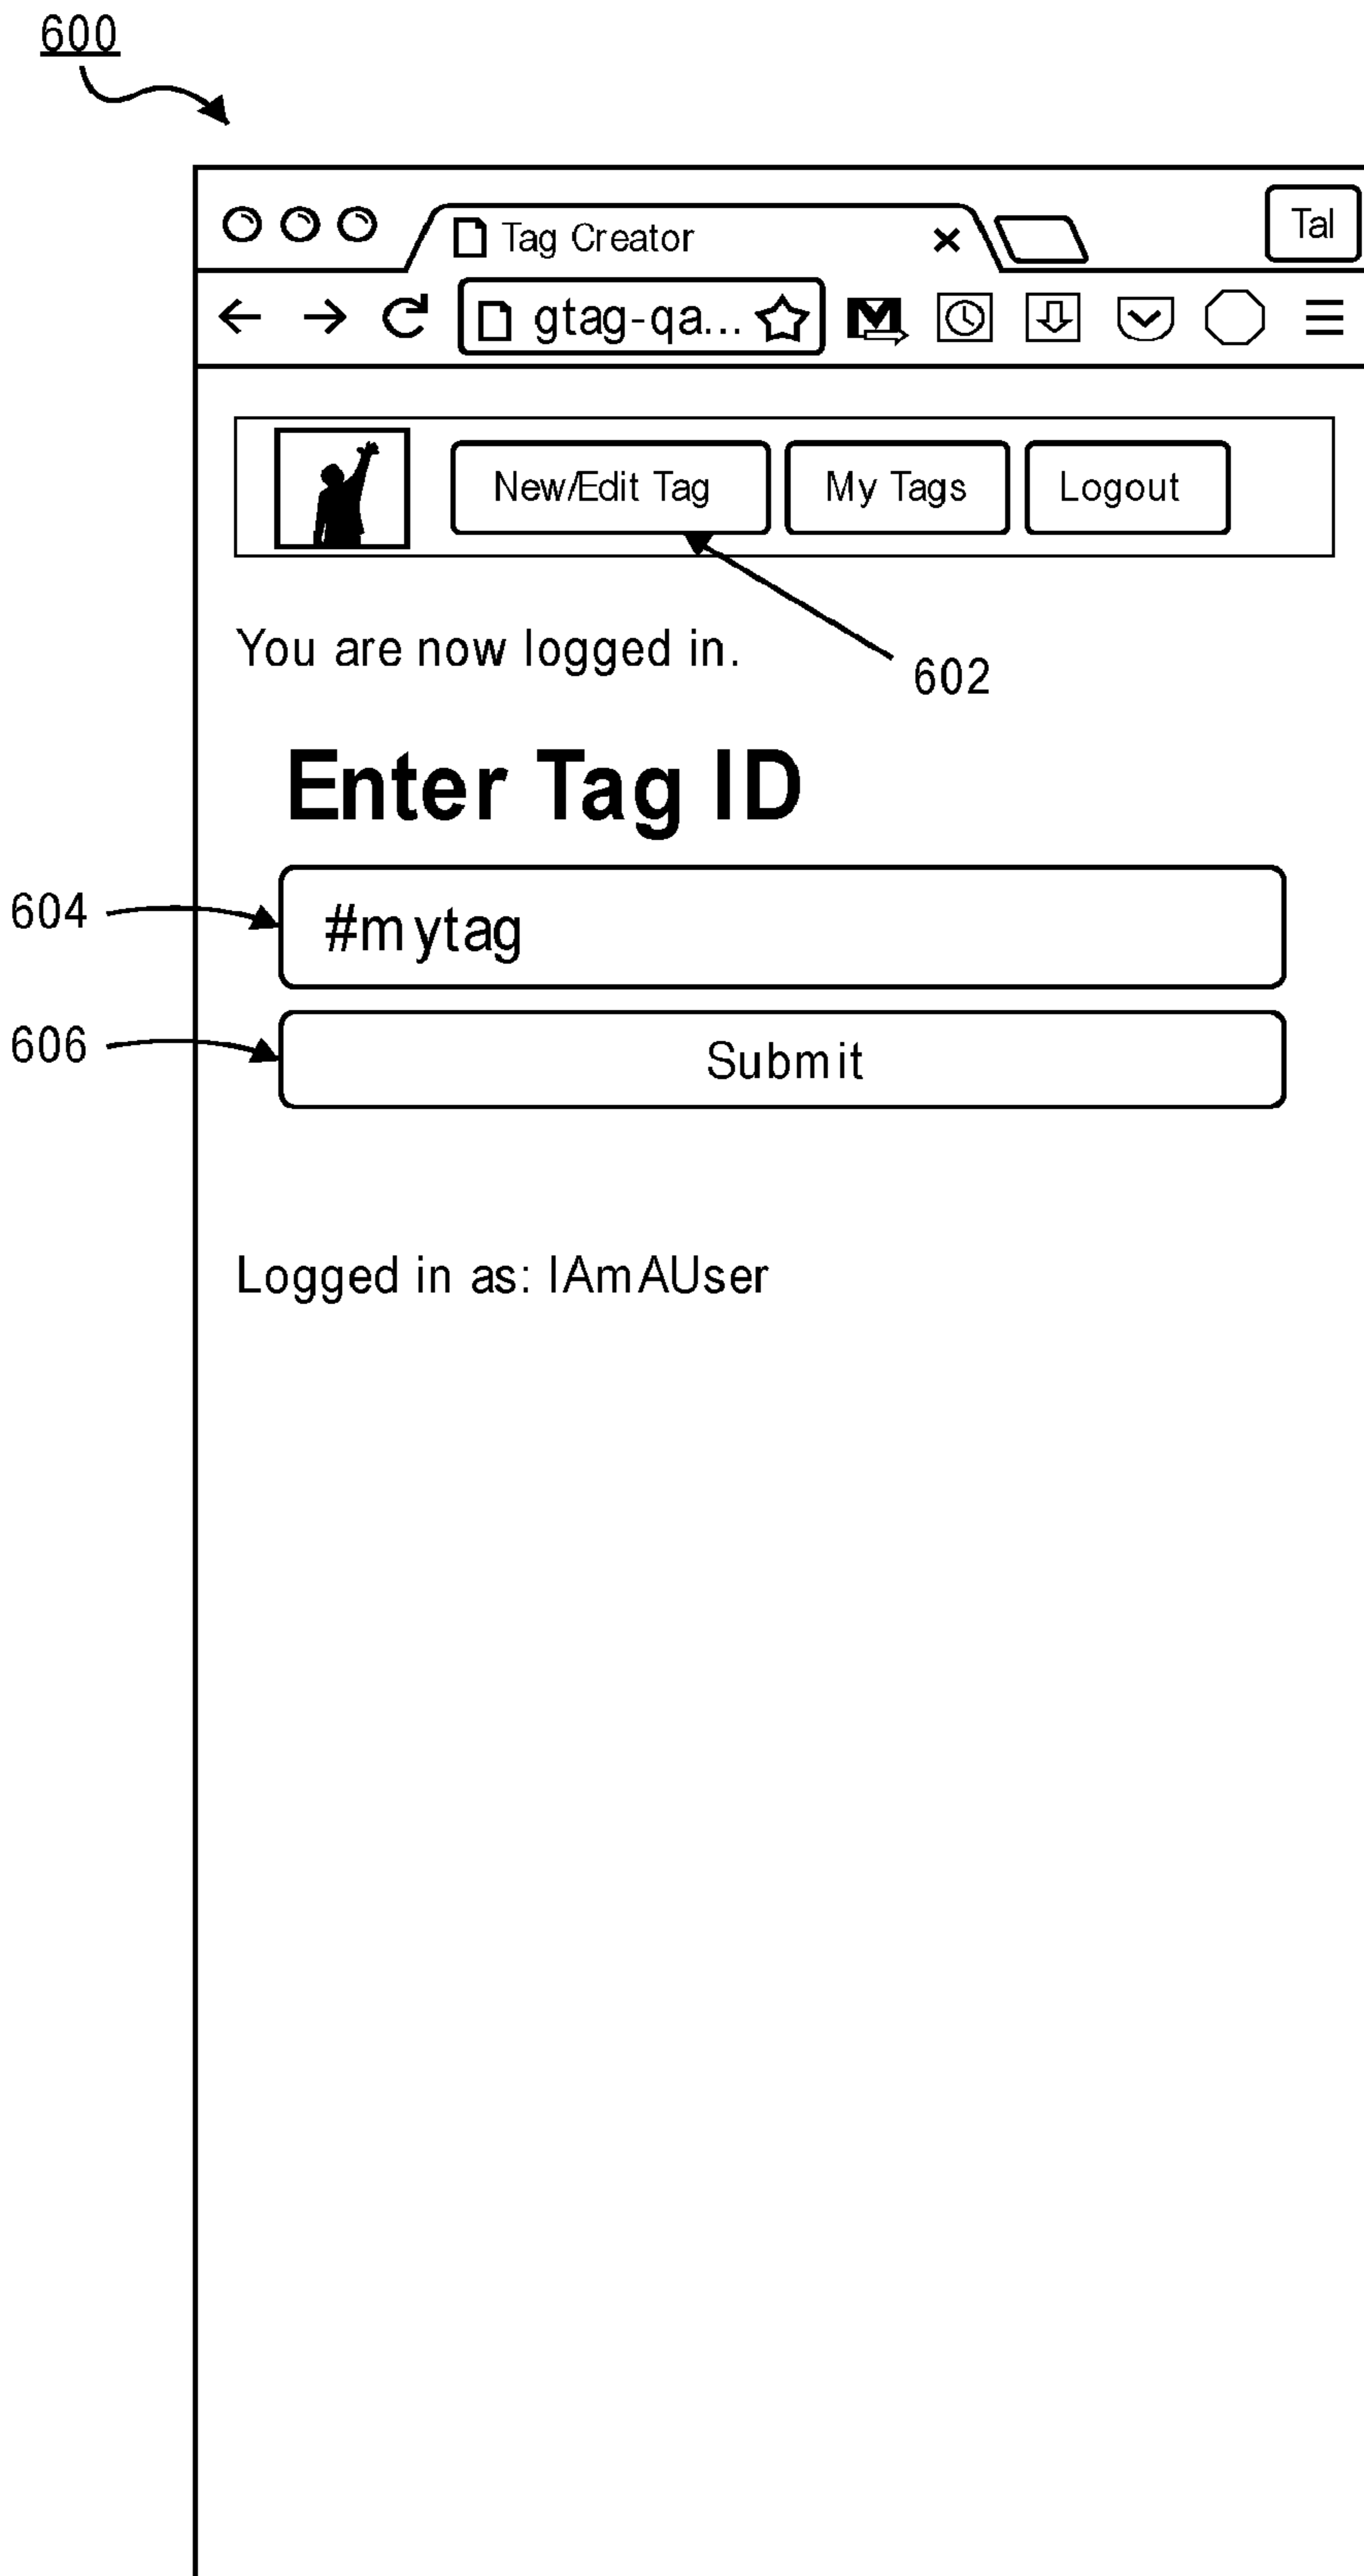 600
Tag Creator
Tal
gtag-qa...
New/Edit Tag My Tags Logout
You are now logged in.
602
Enter Tag ID
604
#mytag
606
Submit
Logged in as: IAmAUser